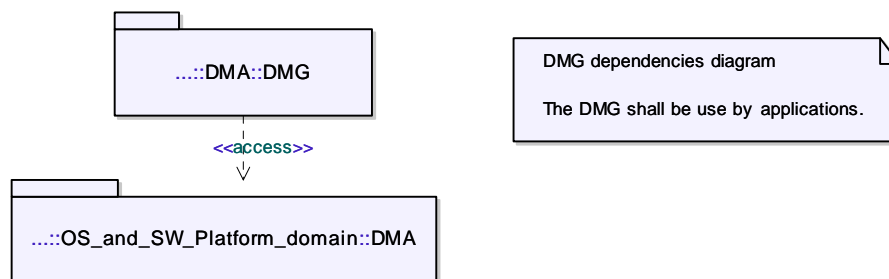 ...::DMA::DMG
DMG dependencies diagram
The DMG shall be use by applications.
<<access>>
...::OS_and_SW_Platform_domain::DMA